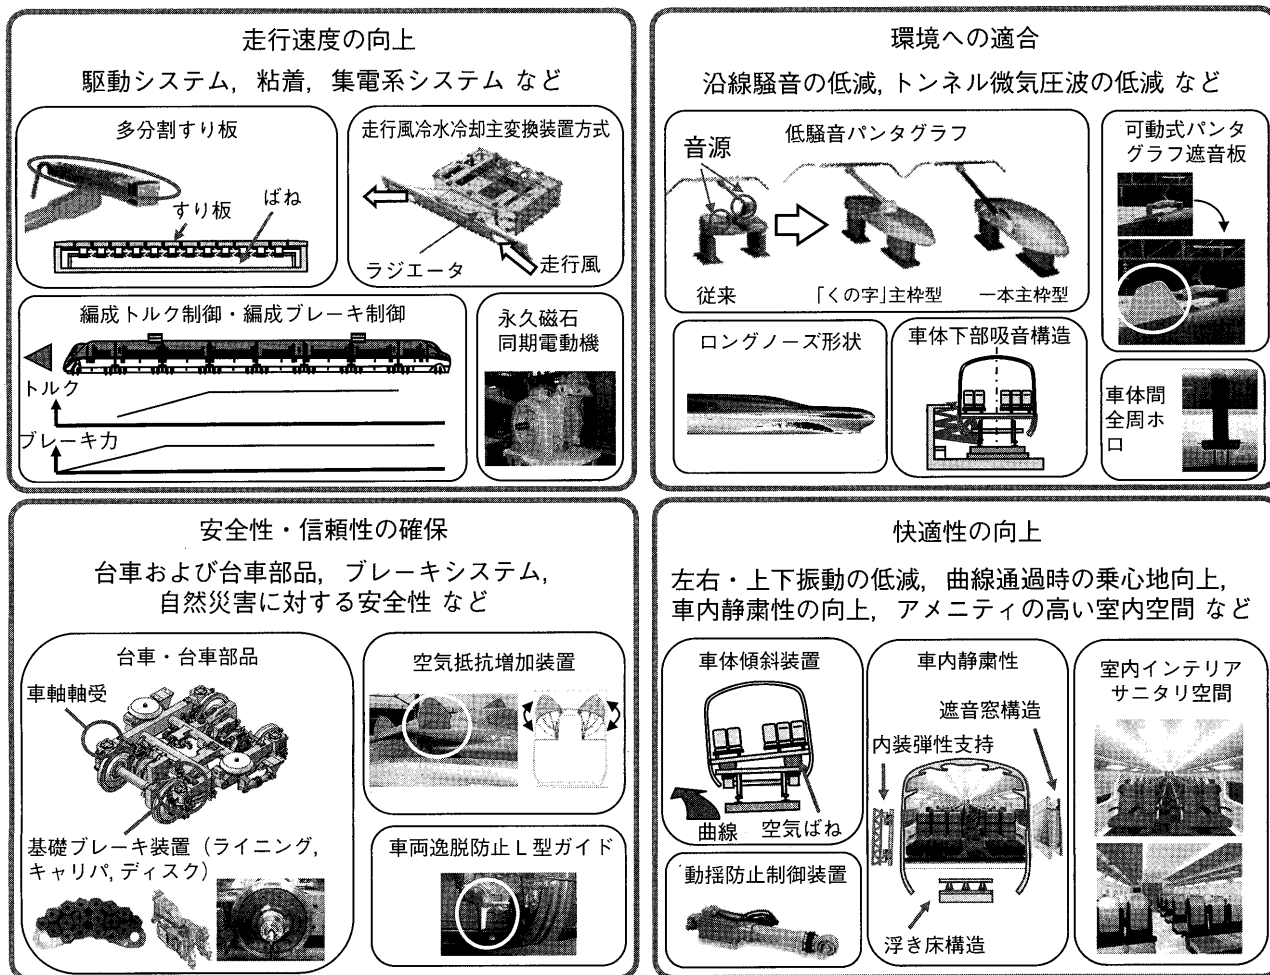 走行速度の向上
駆動システム, 粘着, 集電系システム など
多分割すり板
すり板
ばね
走行風冷水冷却主変換装置方式
ラジエータ
走行風
編成トルク制御・編成ブレーキ制御
トルク
ブレーキ力
永久磁石
同期電動機
環境への適合
沿線騒音の低減, トンネル微気圧波の低減 など
低騒音パンタグラフ
音源
従来
「くの字」主枠型
一本主枠型
可動式パンタ
グラフ遮音板
ロングノーズ形状
車体下部吸音構造
車体間
全周ホ
ロ
安全性・信頼性の確保
台車および台車部品, ブレーキシステム,
自然災害に対する安全性 など
台車・台車部品
車軸軸受
基礎ブレーキ装置（ライニング,
キャリパ, ディスク）
空気抵抗増加装置
車両逸脱防止L型ガイド
快適性の向上
左右・上下振動の低減, 曲線通過時の乗心地向上,
車内静粛性の向上, アメニティの高い室内空間 など
車体傾斜装置
曲線
空気ばね
動揺防止制御装置
車内静粛性
遮音窓構造
内装弾性支持
浮き床構造
室内インテリア
サニタリ空間